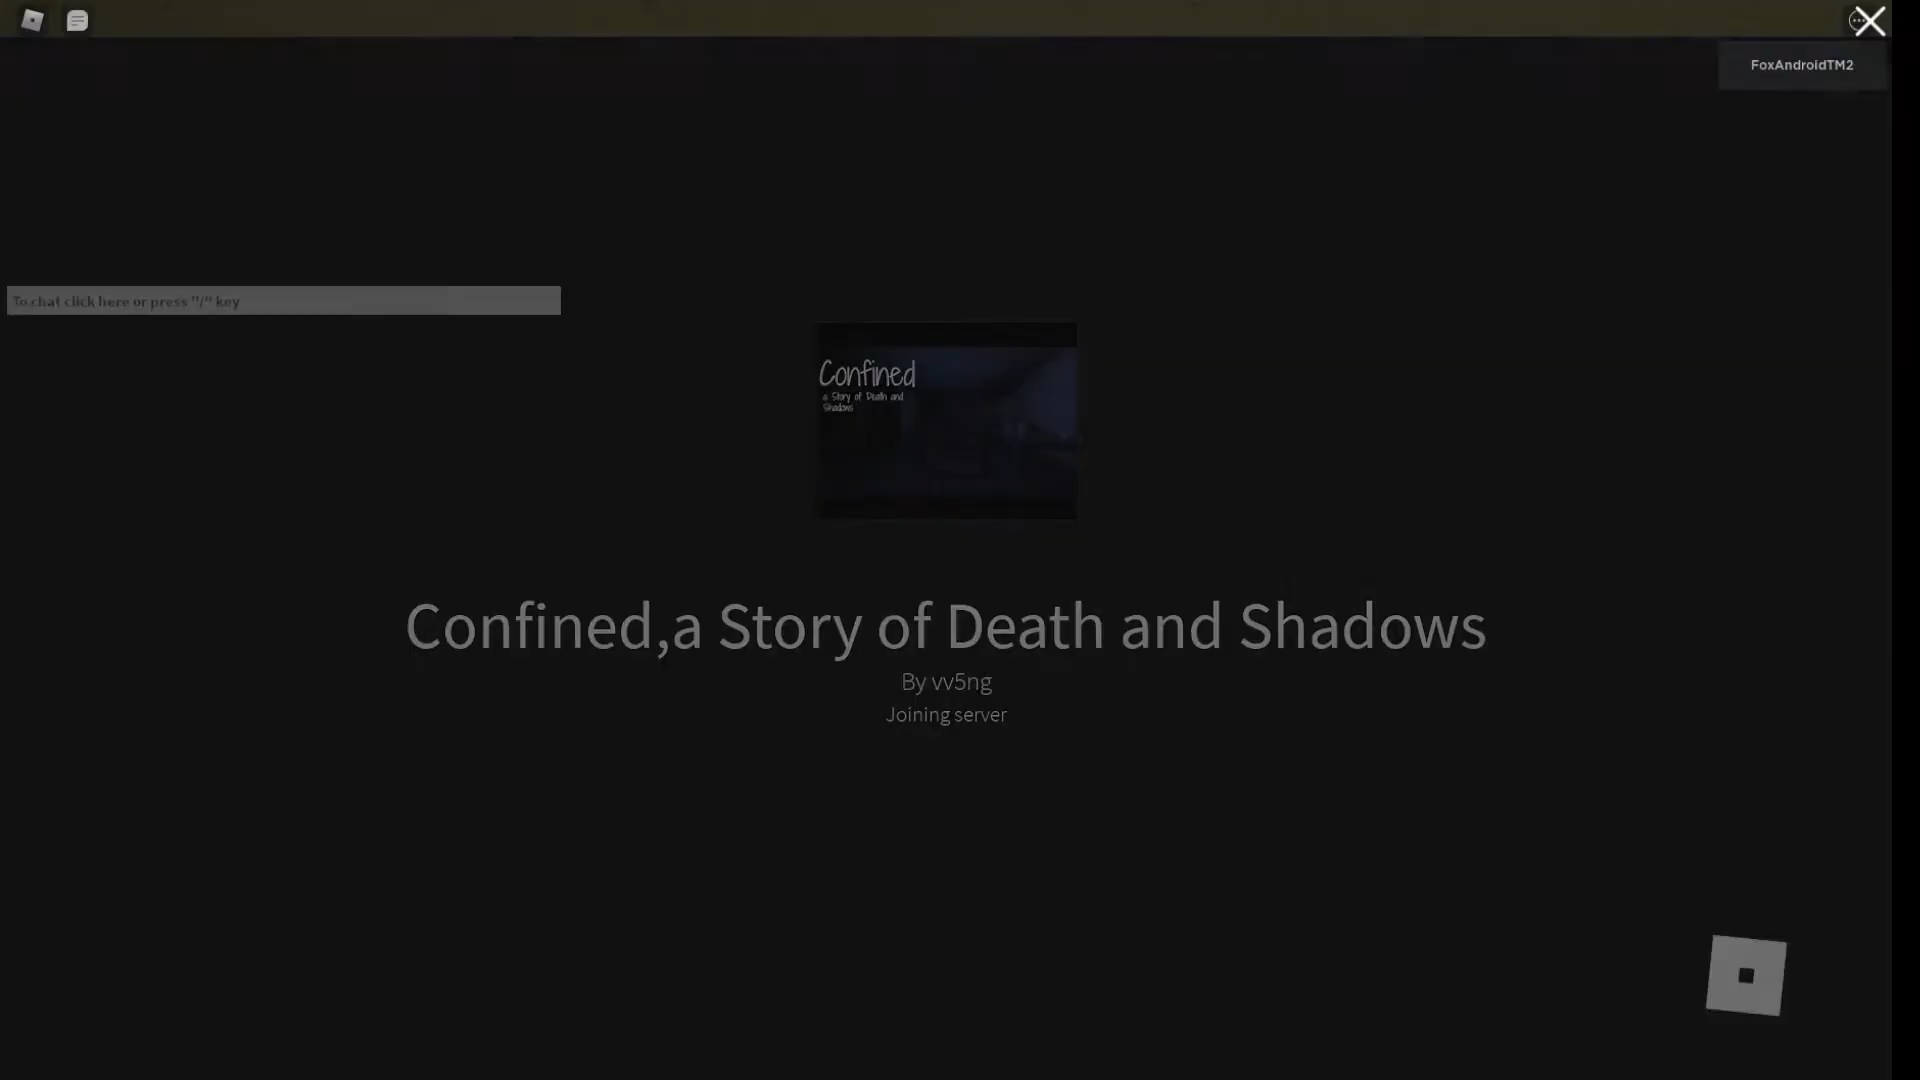 FoxAndroidTM2
To chat click here or press "/" key
Confined
a Story of Death and
Shadows
Confined,a Story of Death and Shadows
By vv5ng
Joining server